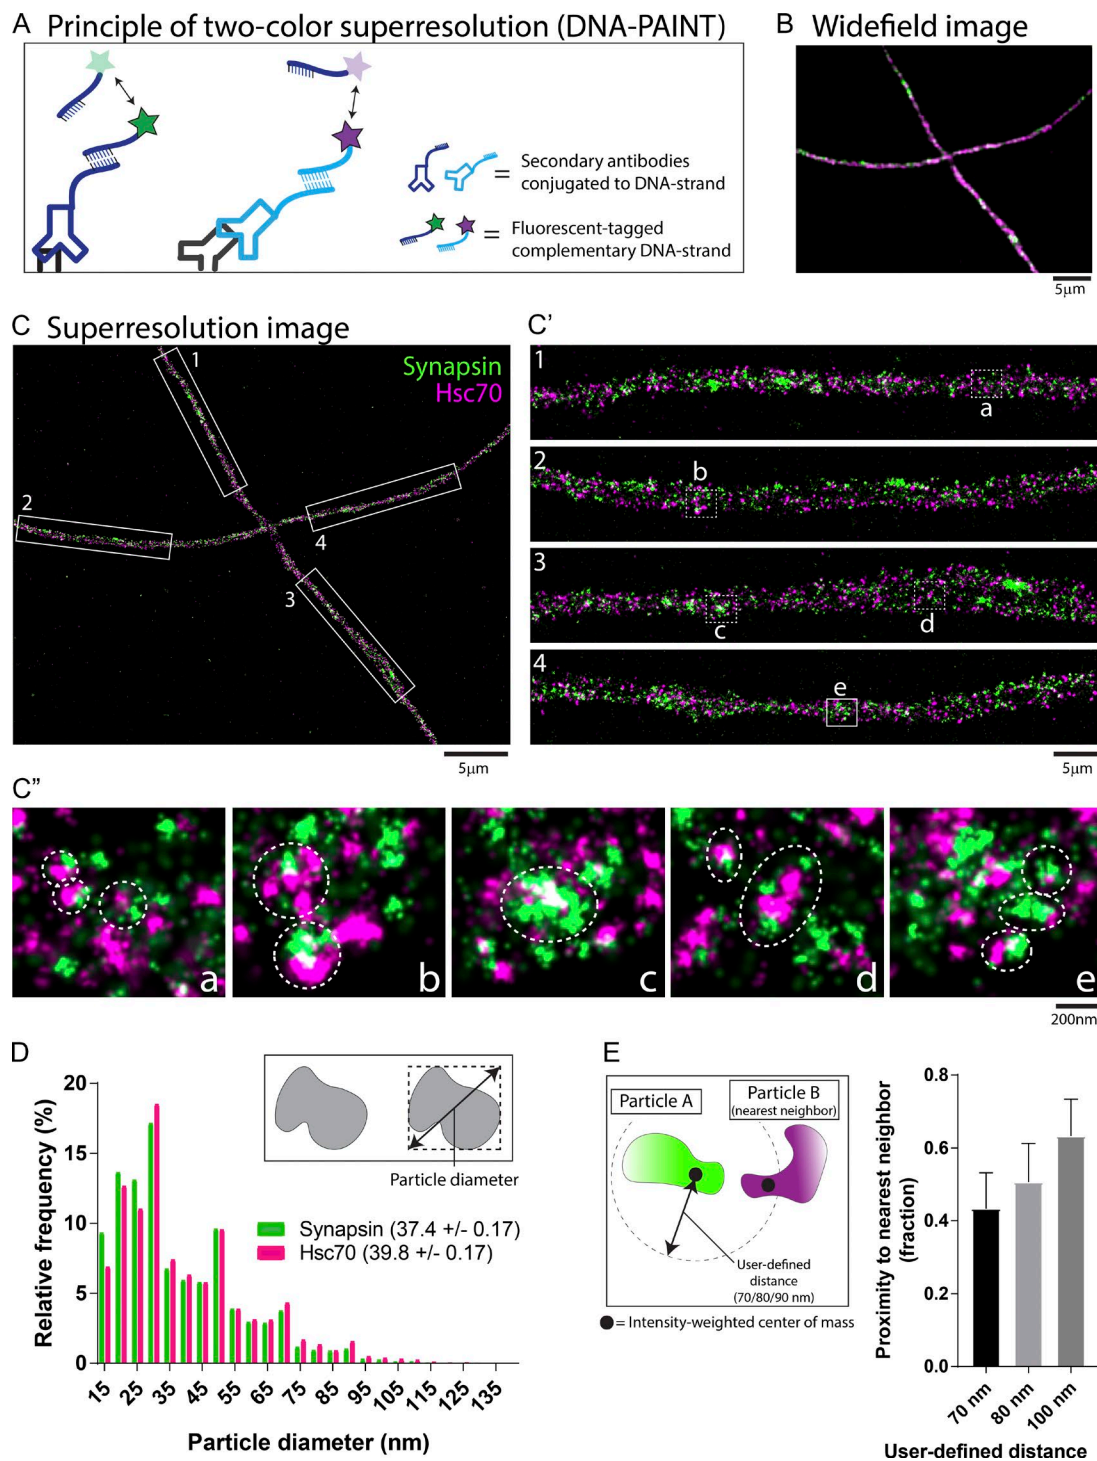 A Principle of two-color superresolution (DNA-PAINT)
= Secondary antibodies
conjugated to DNA-strand
= Fluorescent-tagged
complementary DNA-strand
B Widefield image
5µm
C Superresolution image
Synapsin
Hsc70
1
2
3
4
5µm
C'
1
a
2
b
3
c
d
4
e
5µm
C"
a
b
c
d
e
200nm
D
Relative frequency (%)
20
15
10
5
0
Particle diameter
Synapsin (37.4 +/- 0.17)
Hsc70 (39.8 +/- 0.17)
15 25 35 45 55 65 75 85 95 105 115 125 135
Particle diameter (nm)
E
Particle A
Particle B
(nearest neighbor)
User-defined
distance
(70/80/90 nm)
= Intensity-weighted center of mass
Proximity to nearest neighbor
(fraction)
0.8
0.6
0.4
0.2
0.0
70 nm 80 nm 100 nm
User-defined distance